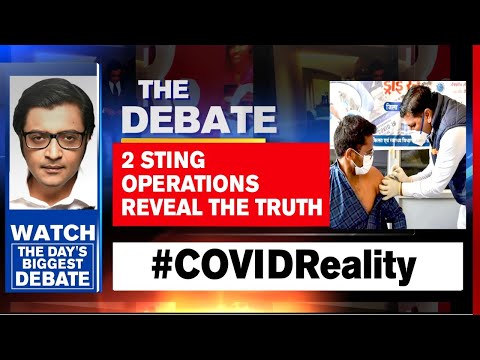 THE
DEBATE
2 STING
OPERATIONS
REVEAL THE TRUTH
WATCH
THE DAY'S
BIGGEST
DEBATE
#COVIDReality
जिला